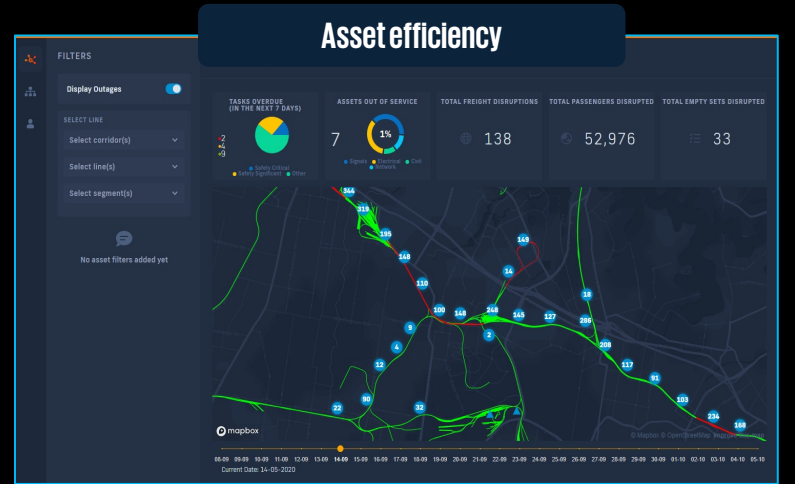 Asset efficiency
FILTERS
Display Outages
SELECT LINE
Select corridor(s)
Select line(s)
Select segment(s)
No asset filters added yet
TASKS OVERDUE
(IN THE NEXT 7 DAYS)
2
4
9
Safety Critical
Safety Significant Other
ASSETS OUT OF SERVICE
7
1%
Signals Electrical Civil
Network
TOTAL FREIGHT DISRUPTIONS
138
TOTAL PASSENGERS DISRUPTED
52,976
TOTAL EMPTY SETS DISRUPTED
33
344
319
195
149
148
14
110
18
100
148
248
145
127
286
9
2
4
208
12
117
91
90
103
22
32
234
168
mapbox
© Mapbox © OpenStreetMap Improve this map
08-09 09-09 10-09 11-09 12-09 13-09 14-09 15-09 16-09 17-09 18-09 19-09 20-09 21-09 22-09 23-09 24-09 25-09 26-09 27-09 28-09 29-09 30-09 01-10 02-10 03-10 04-10 05-10
Current Date: 14-05-2020